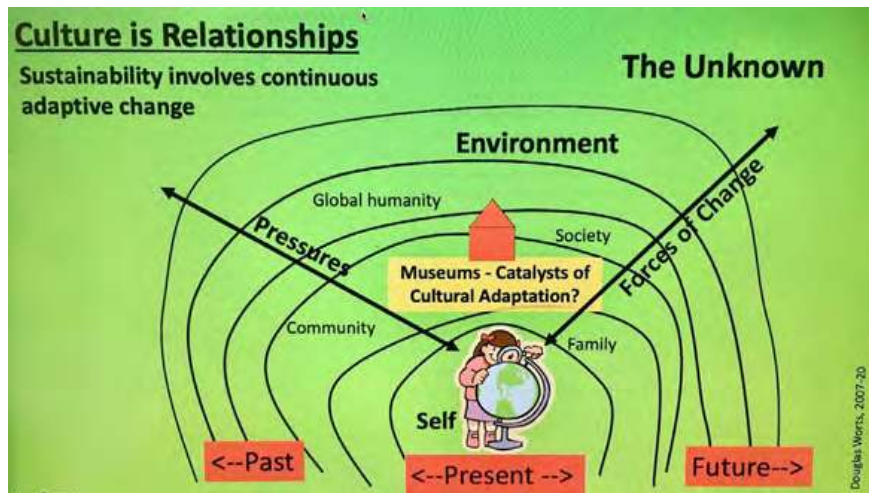 Culture is Relationships
Sustainability involves continuous
adaptive change
The Unknown
Environment
Global humanity
Pressures
Forces of Change
Society
Museums - Catalysts of
Cultural Adaptation?
Community
Family
Self
<--Past
<--Present -->
Future-->
Douglas Worts, 2007-20